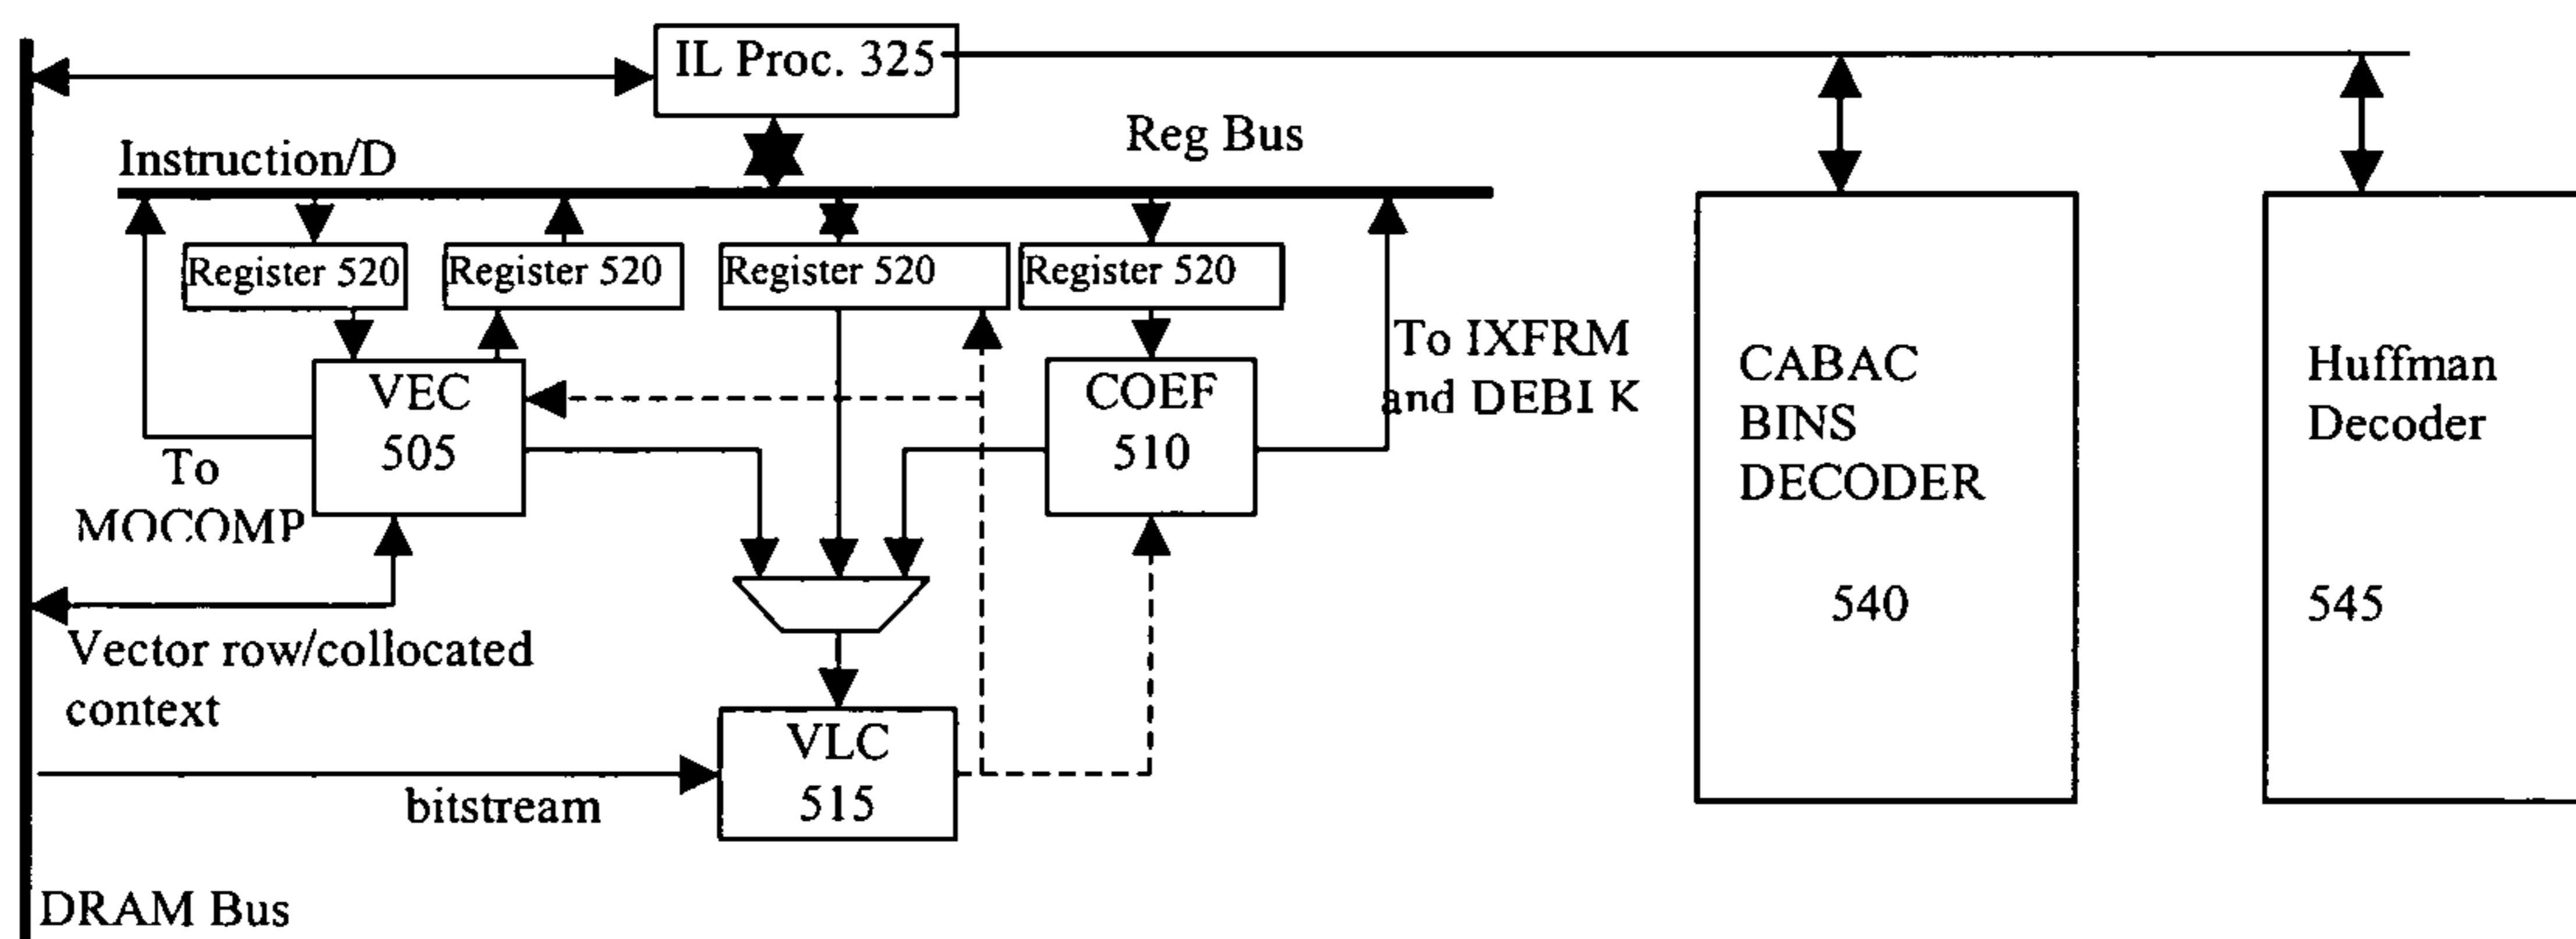 IL Proc. 325
Instruction/D
Reg Bus
Register 520
Register 520
Register 520
Register 520
To IXFRM
and DEBI K
VEC
505
COEF
510
To
MOCOMP
CABAC
BINS
DECODER
540
Huffman
Decoder
545
Vector row/collocated
context
VLC
515
bitstream
DRAM Bus